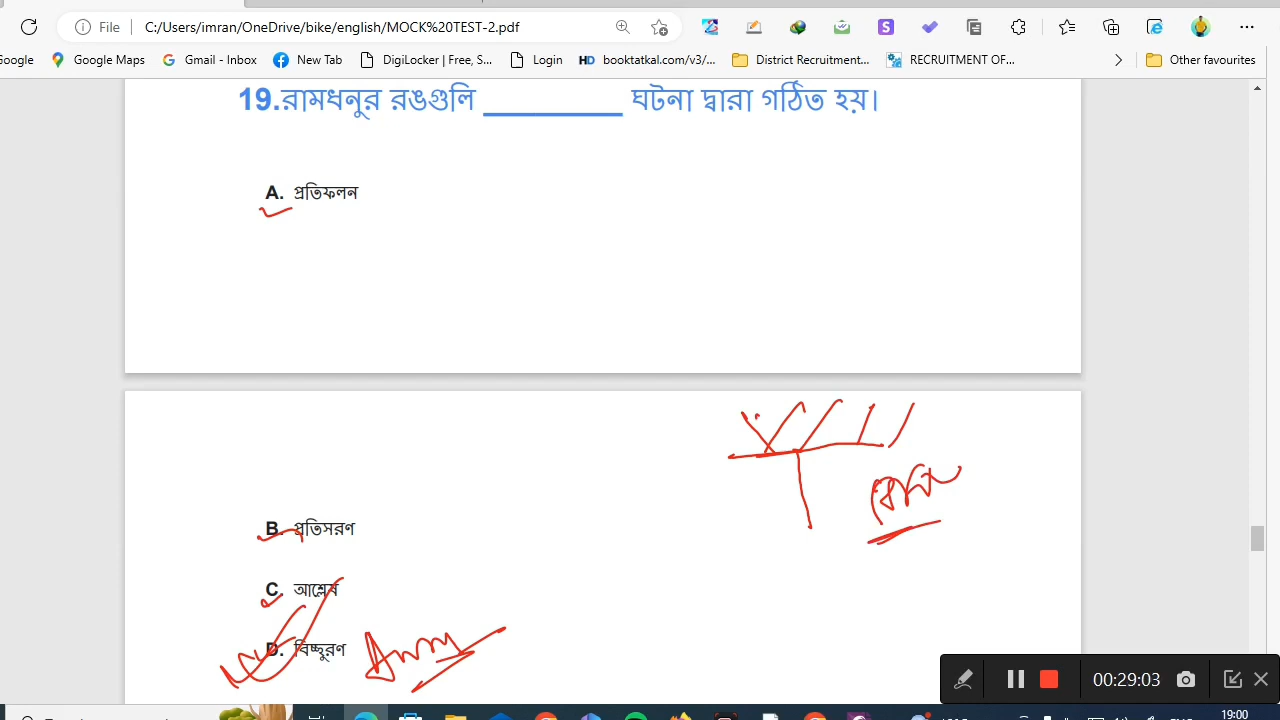 File C:/Users/imran/OneDrive/bike/english/MOCK%20TEST-2.pdf
Google Maps Gmail - Inbox New Tab DigiLocker | Free, S... Login HD booktatkal.com/v3/... District Recruitment... RECRUITMENT OF... Other favourites
19.রামধনুর রঙগুলি __________ ঘটনা দ্বারা গঠিত হয়।
A. প্রতিফলন
B. প্রতিসরণ
C. আশ্লেষ
D. বিচ্ছুরণ
00:29:03
19:00